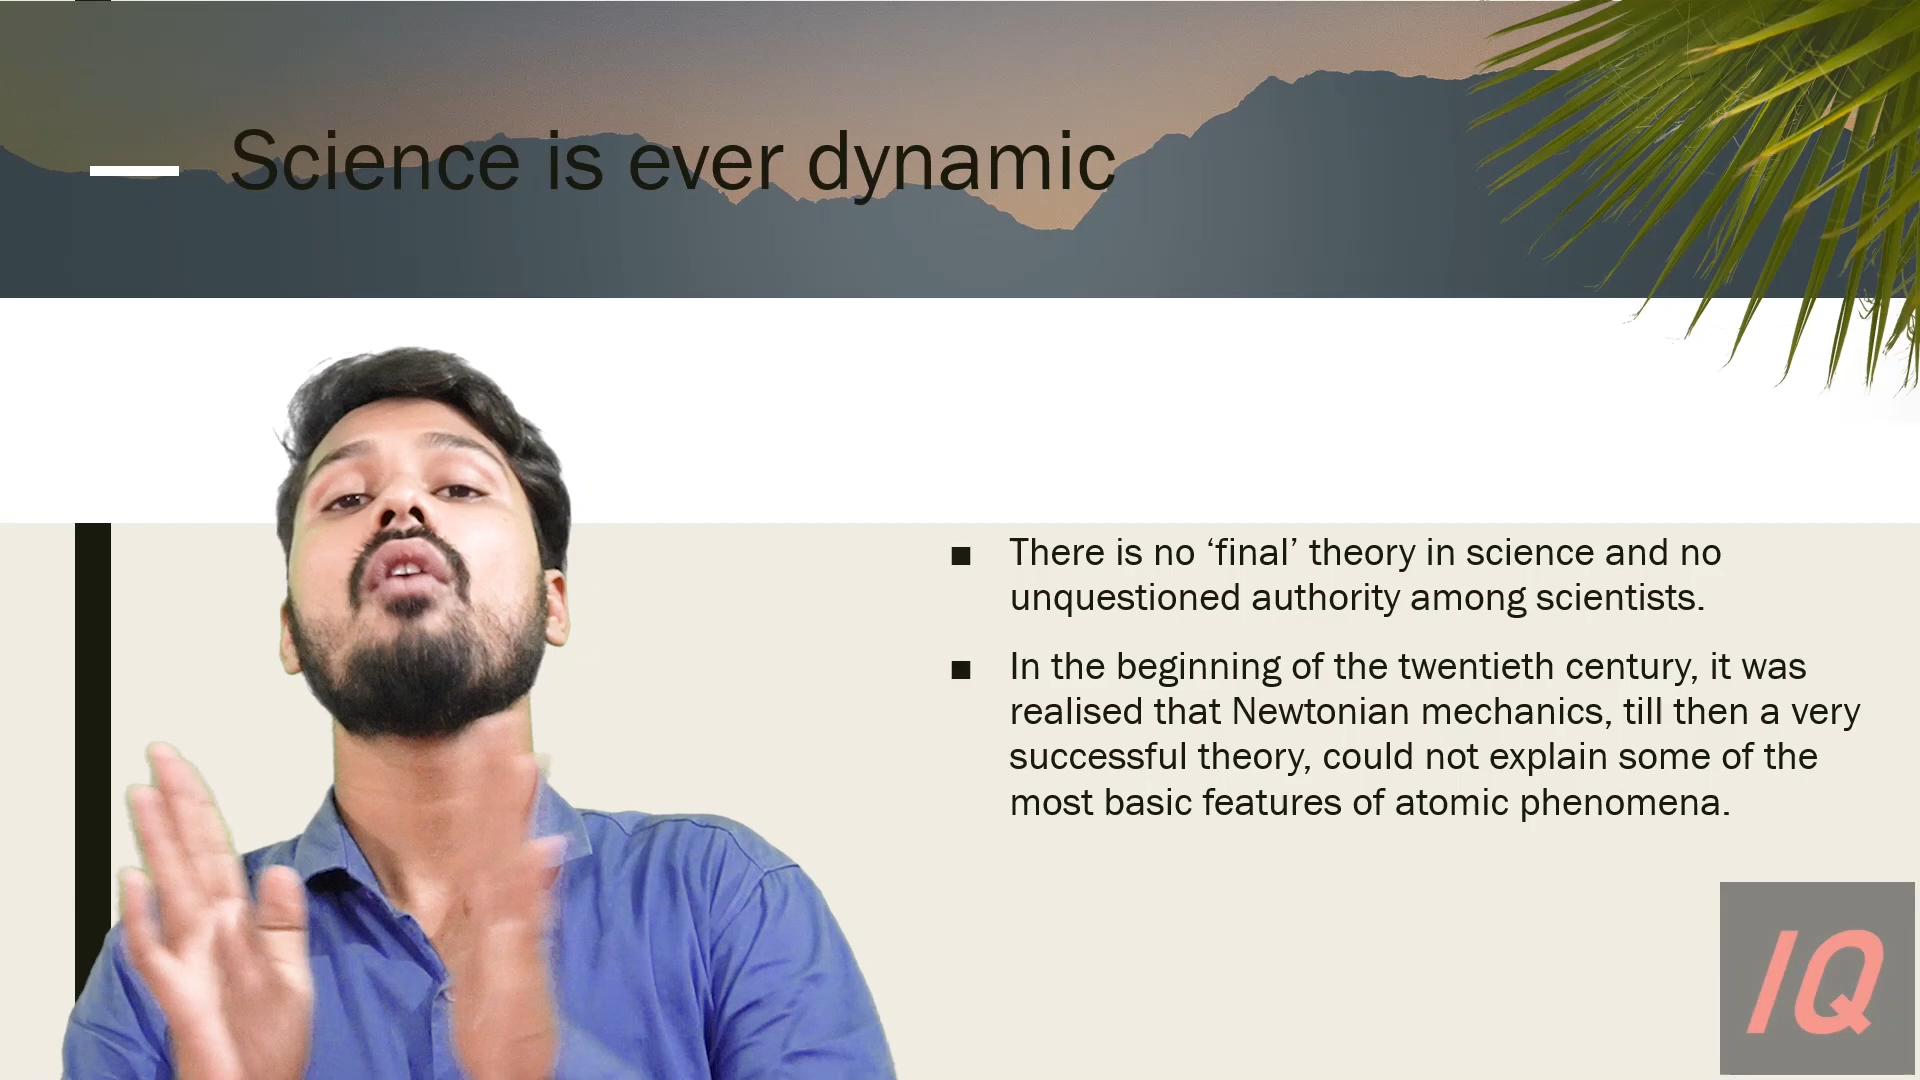 Science is ever dynamic
■ There is no ‘final’ theory in science and no
unquestioned authority among scientists.
■ In the beginning of the twentieth century, it was
realised that Newtonian mechanics, till then a very
successful theory, could not explain some of the
most basic features of atomic phenomena.
IQ